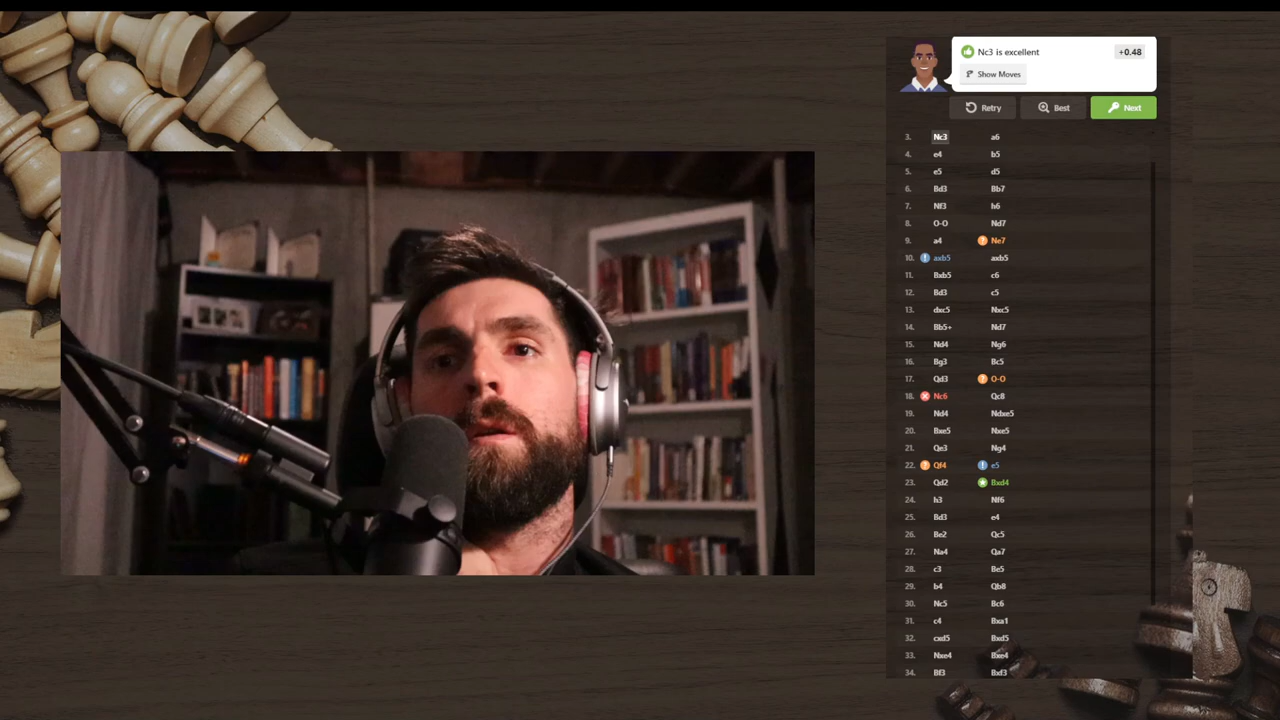 Nc3 is excellent +0.48
Show Moves
Retry Best Next
3. Nc3 a6
4. e4 b5
5. e5 d5
6. Bd3 Bb7
7. Nf3 h6
8. O-O Nd7
9. a4 ? Ne7
10. ! axb5 axb5
11. Bxb5 c6
12. Bd3 c5
13. dxc5 Nxc5
14. Bb5+ Nd7
15. Nd4 Ng6
16. Bg3 Bc5
17. Qd3 ? O-O
18. Nc6 Qc8
19. Nd4 Ndxe5
20. Bxe5 Nxe5
21. Qe3 Ng4
22. ? Qf4 ! e5
23. Qd2 Bxd4
24. h3 Nf6
25. Bd3 e4
26. Be2 Qc5
27. Na4 Qa7
28. c3 Be5
29. b4 Qb8
30. Nc5 Bc6
31. c4 Bxa1
32. cxd5 Bxd5
33. Nxe4 Bxe4
34. Bf3 Bxf3